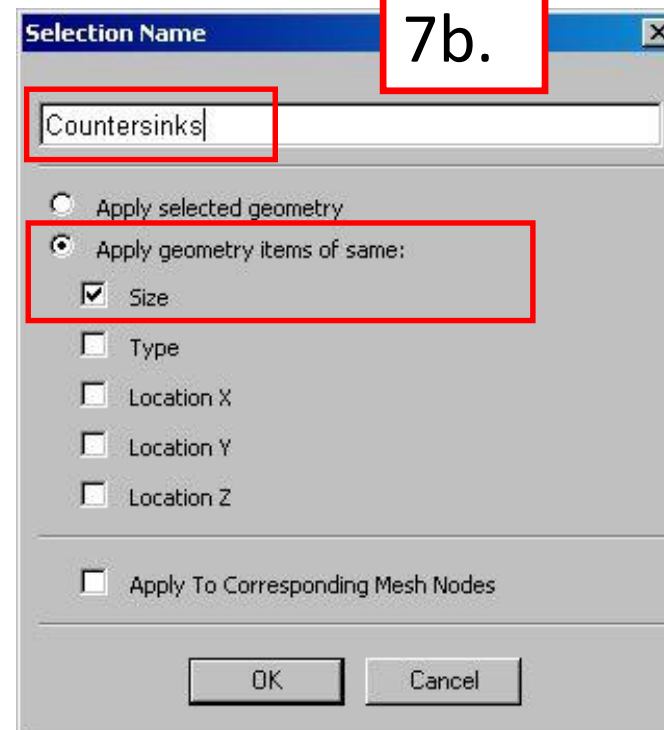 Selection Name
7b.
Countersinks
Apply selected geometry
Apply geometry items of same:
Size
Type
Location X
Location Y
Location Z
Apply To Corresponding Mesh Nodes
OK
Cancel